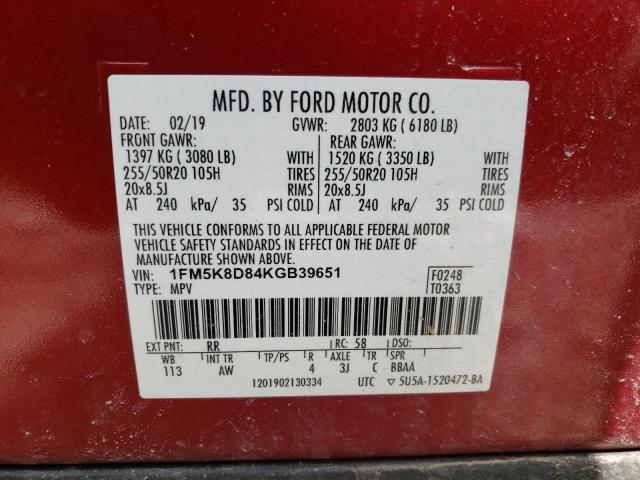 MFD. BY FORD MOTOR CO.
DATE: 02/19 GVWR: 2803 KG ( 6180 LB)
FRONT GAWR: REAR GAWR:
1397 KG ( 3080 LB) WITH 1520 KG ( 3350 LB) WITH
255/50R20 105H TIRES 255/50R20 105H TIRES
20x8.5J RIMS 20x8.5J RIMS
AT 240 kPa/ 35 PSI COLD AT 240 kPa/ 35 PSI COLD
THIS VEHICLE CONFORMS TO ALL APPLICABLE FEDERAL MOTOR
VEHICLE SAFETY STANDARDS IN EFFECT ON THE DATE OF
MANUFACTURE SHOWN ABOVE.
VIN: 1FM5K8D84KGB39651 F0248
TYPE: MPV T0363
EXT PNT: RR RC: 58 DSO:
WB INT TR TP/PS R AXLE TR SPR
113 AW 4 3J C BBAA
1201902130334 UTC ▽ 5U5A-1520472-BA